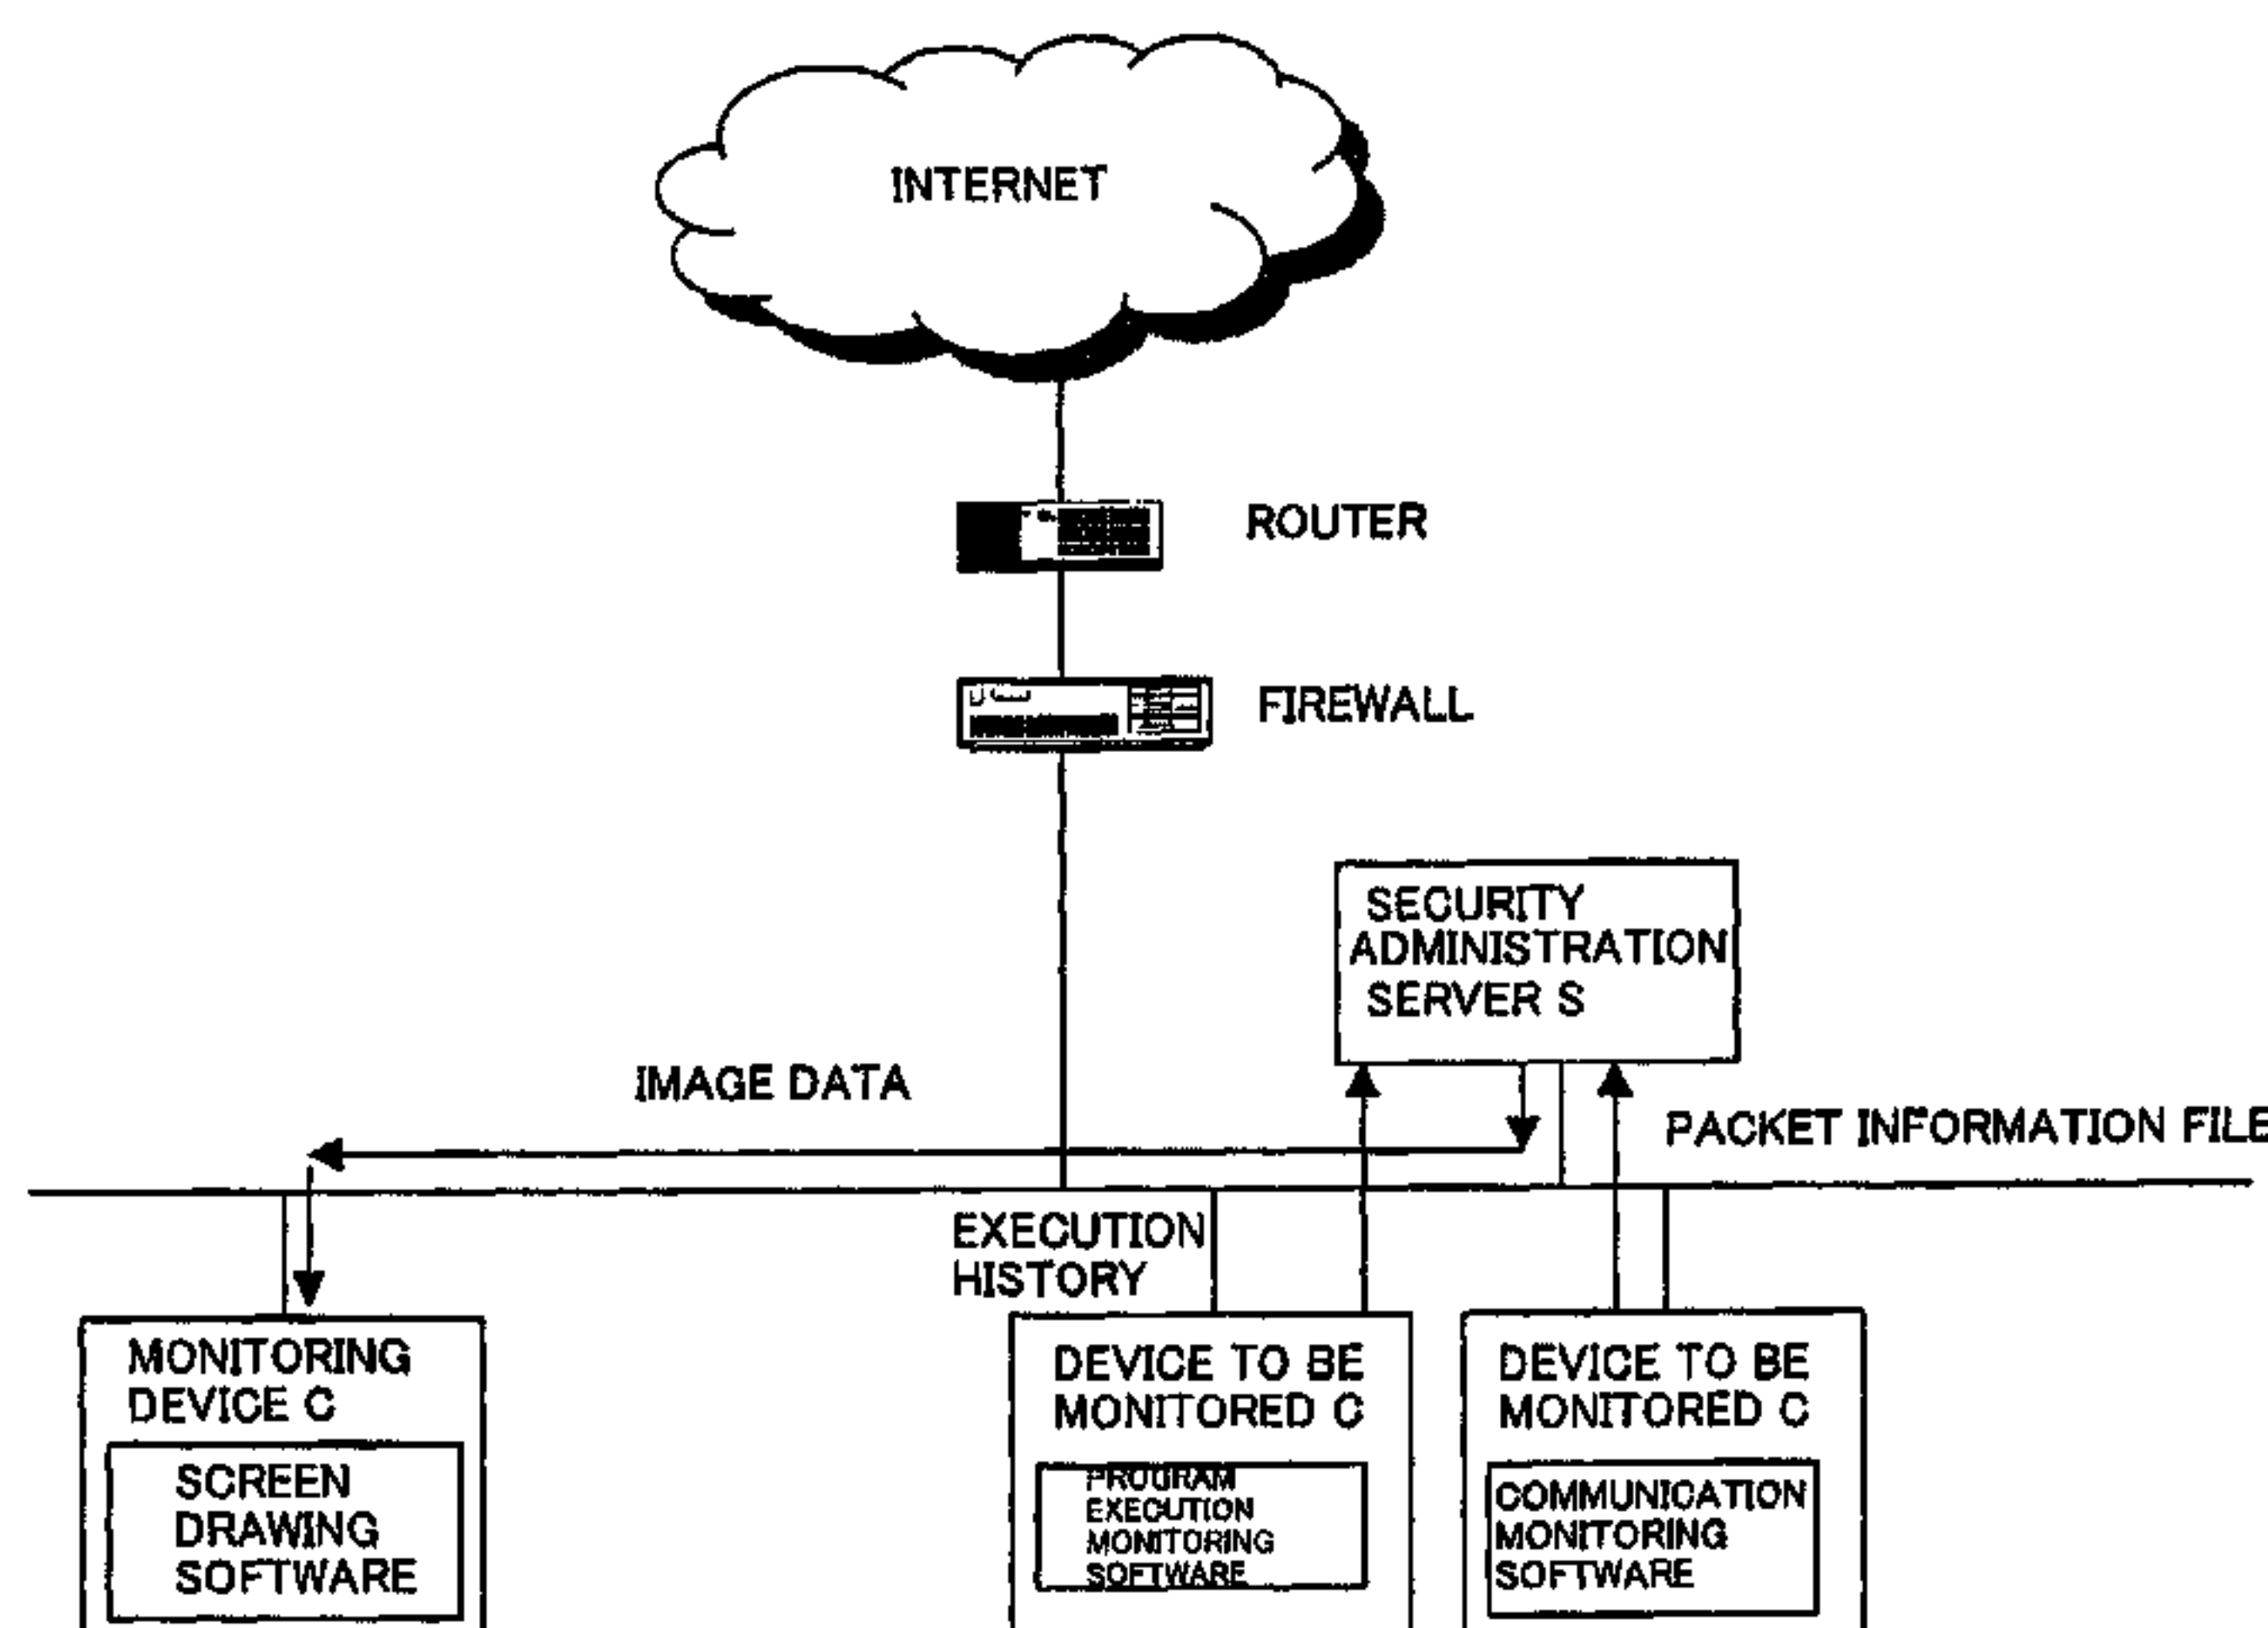 INTERNET
ROUTER
FIREWALL
SECURITY
ADMINISTRATION
SERVER S
IMAGE DATA
PACKET INFORMATION FILE
EXECUTION
HISTORY
MONITORING
DEVICE C
SCREEN
DRAWING
SOFTWARE
DEVICE TO BE
MONITORED C
PROGRAM
EXECUTION
MONITORING
SOFTWARE
DEVICE TO BE
MONITORED C
COMMUNICATION
MONITORING
SOFTWARE